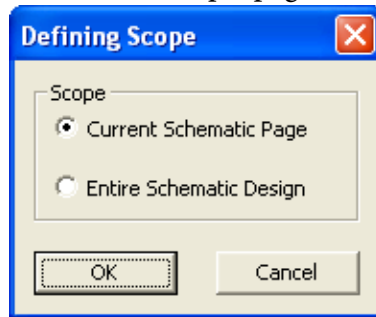 Defining Scope
Scope
Current Schematic Page
Entire Schematic Design
OK
Cancel